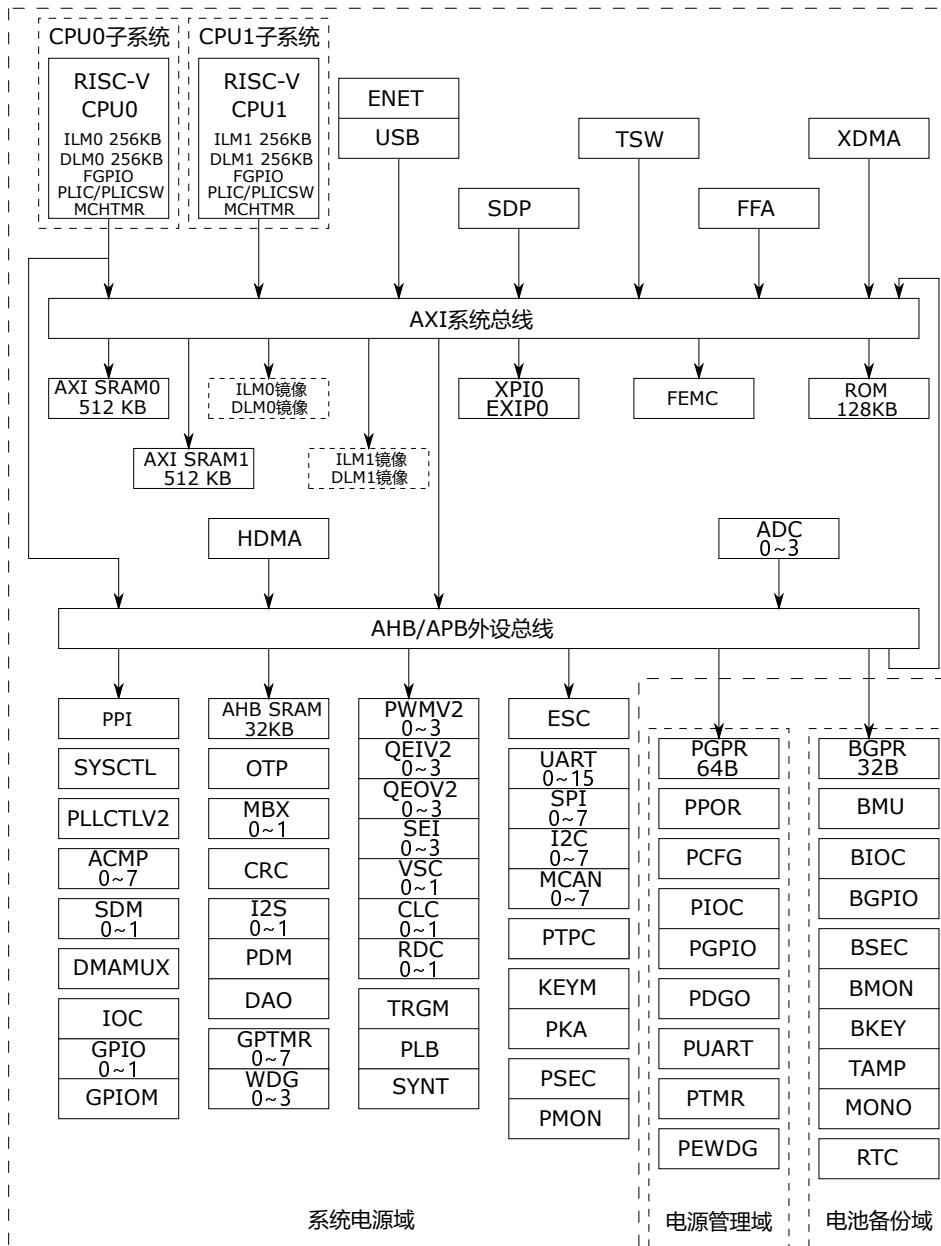 CPU0子系统
RISC-V
CPU0
ILM0 256KB
DLM0 256KB
FGPIO
PLIC/PLICSW
MCHTMR
CPU1子系统
RISC-V
CPU1
ILM1 256KB
DLM1 256KB
FGPIO
PLIC/PLICSW
MCHTMR
ENET
USB
SDP
TSW
FFA
XDMA
AXI系统总线
AXI SRAM0
512 KB
AXI SRAM1
512 KB
ILM0镜像
DLM0镜像
ILM1镜像
DLM1镜像
XPI0
EXIP0
FEMC
ROM
128KB
HDMA
ADC
0~3
AHB/APB外设总线
PPI
SYSCTL
PLLCTLV2
ACMP
0~7
SDM
0~1
DMAMUX
IOC
GPIO
0~1
GPIOM
AHB SRAM
32KB
OTP
MBX
0~1
CRC
I2S
0~1
PDM
DAO
GPTMR
0~7
WDG
0~3
PWMV2
0~3
QEIV2
0~3
QEOV2
0~3
SEI
0~3
VSC
0~1
CLC
0~1
RDC
0~1
TRGM
PLB
SYNT
ESC
UART
0~15
SPI
0~7
I2C
0~7
MCAN
0~7
PTPC
KEYM
PKA
PSEC
PMON
PGPR
64B
PPOR
PCFG
PIOC
PGPIO
PDGO
PUART
PTMR
PEWDG
BGPR
32B
BMU
BIOC
BGPIO
BSEC
BMON
BKEY
TAMP
MONO
RTC
系统电源域
电源管理域
电池备份域